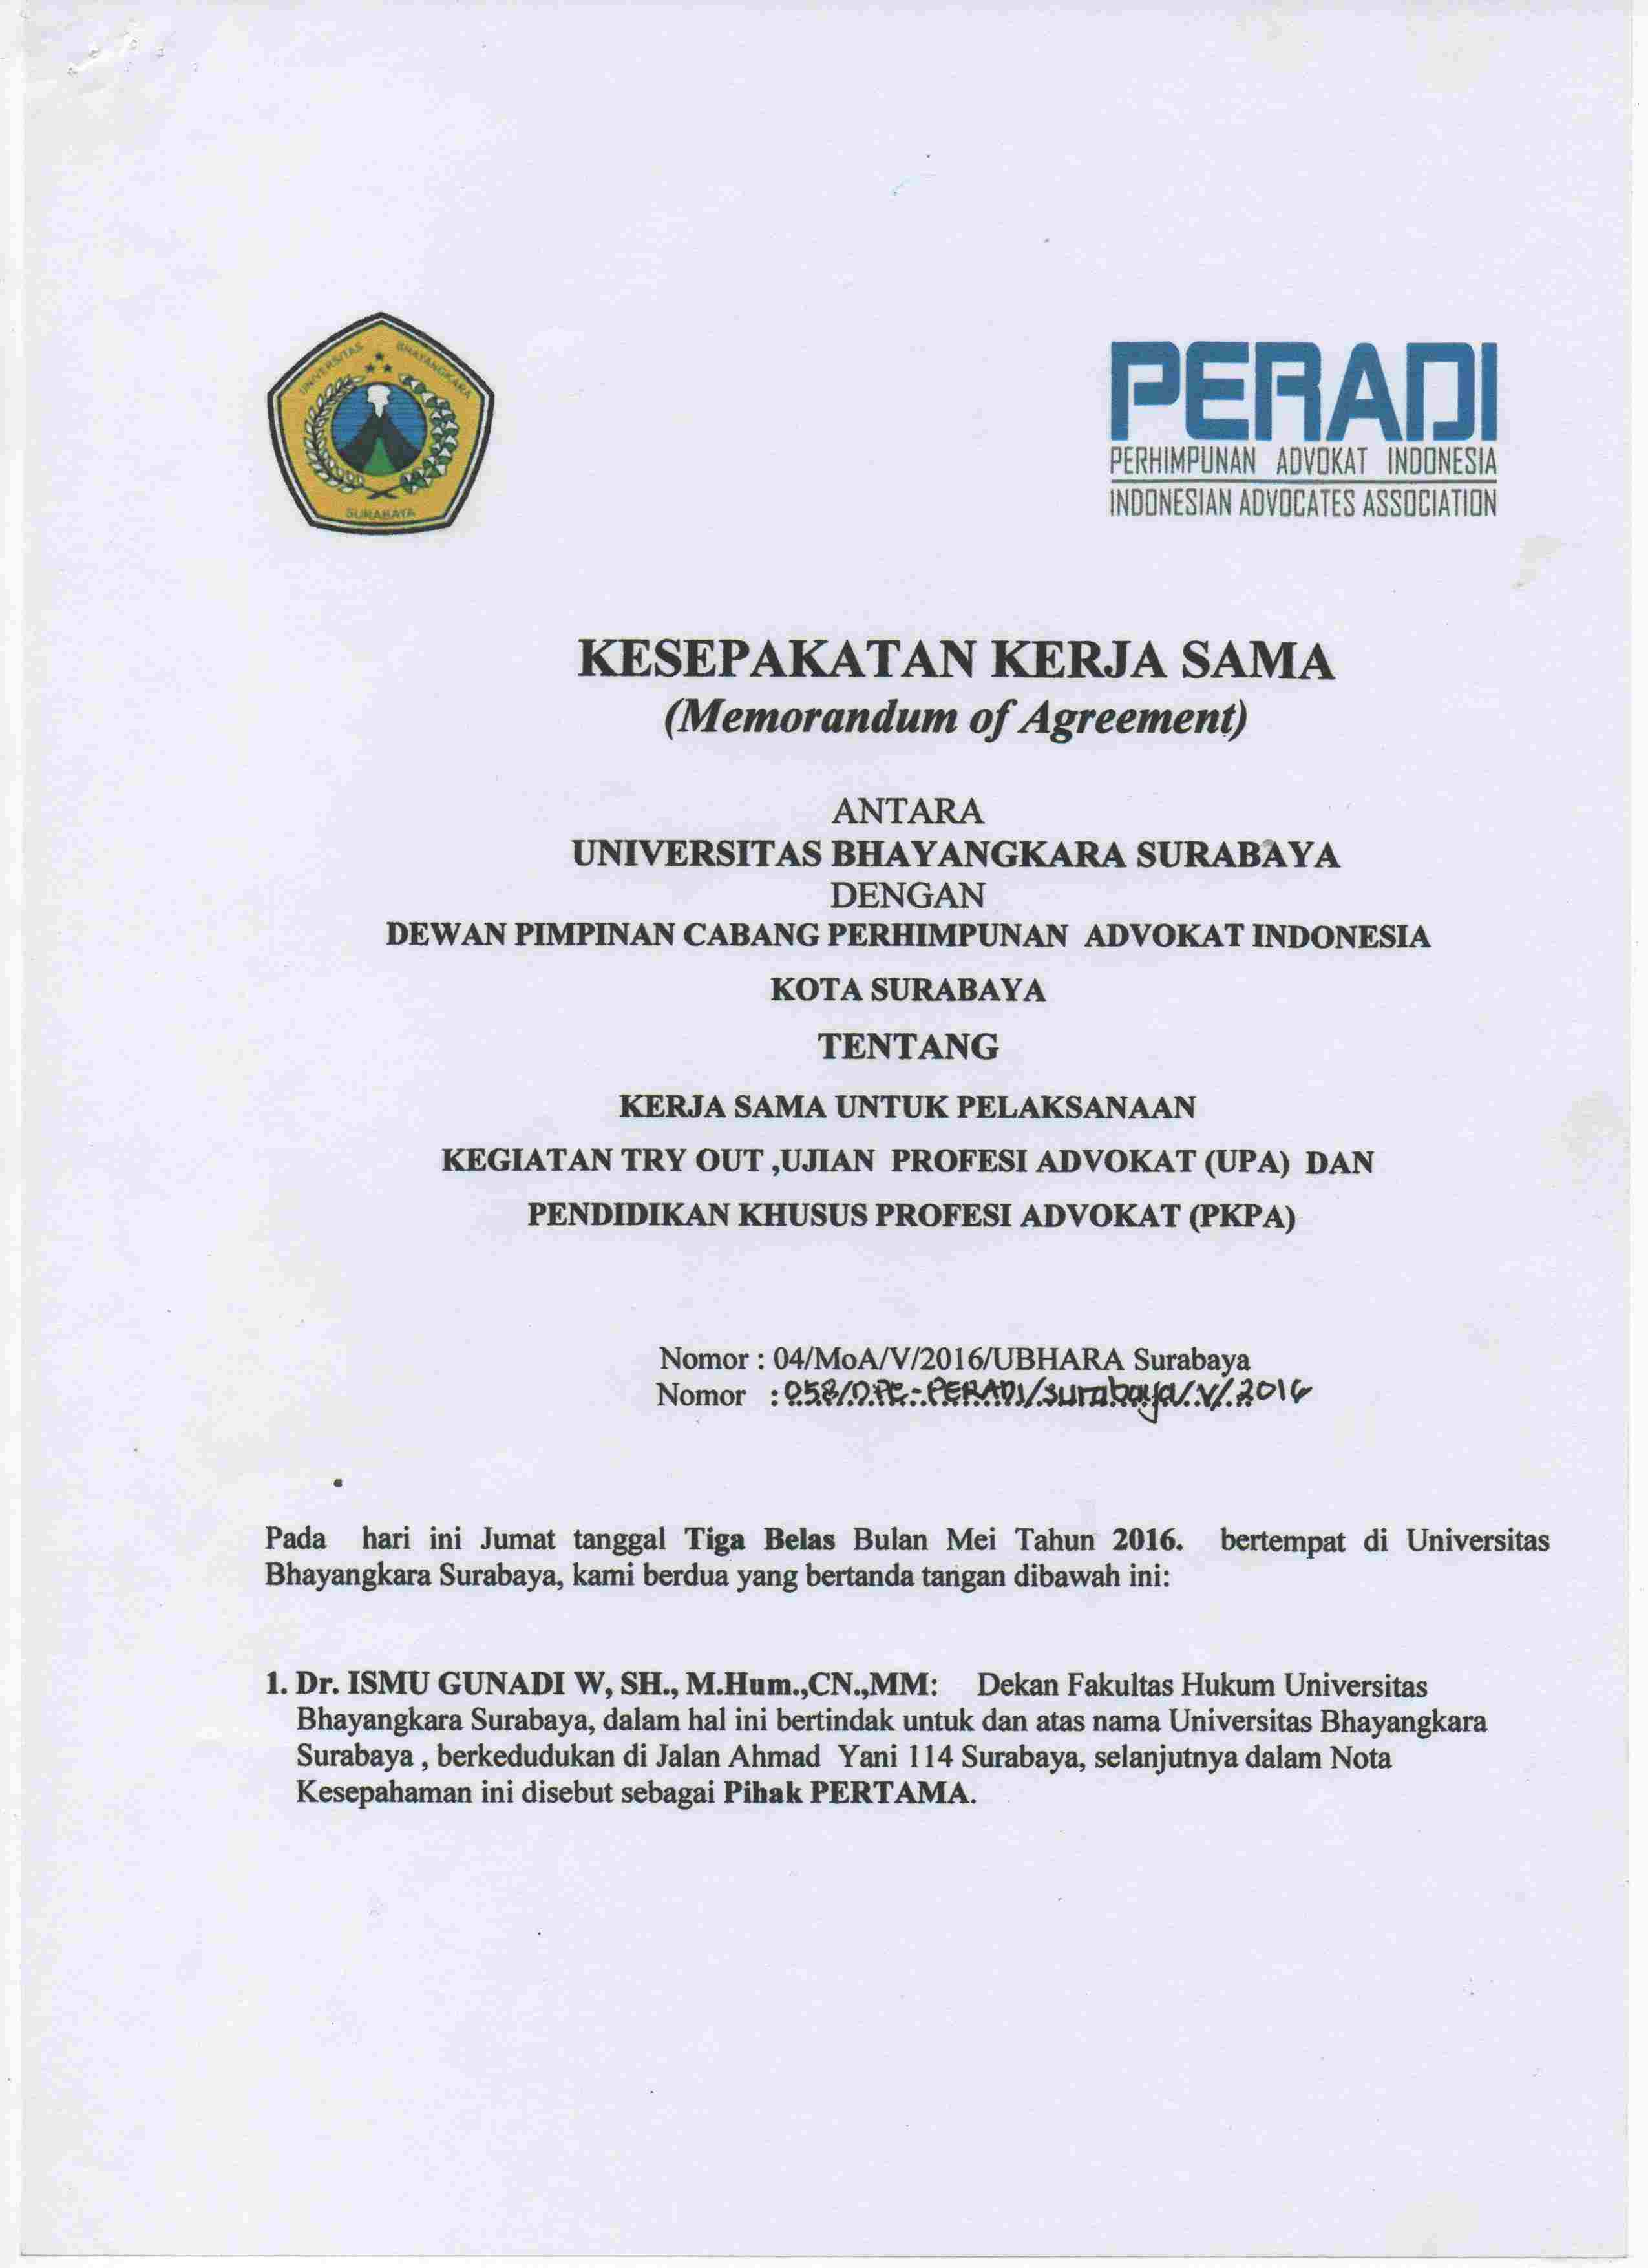 UNIVERSITAS BHAYANGKARA
SURABAYA
PERADI
PERHIMPUNAN ADVOKAT INDONESIA
INDONESIAN ADVOCATES ASSOCIATION
KESEPAKATAN KERJA SAMA
(Memorandum of Agreement)
ANTARA
UNIVERSITAS BHAYANGKARA SURABAYA
DENGAN
DEWAN PIMPINAN CABANG PERHIMPUNAN ADVOKAT INDONESIA
KOTA SURABAYA
TENTANG
KERJA SAMA UNTUK PELAKSANAAN
KEGIATAN TRY OUT ,UJIAN PROFESI ADVOKAT (UPA) DAN
PENDIDIKAN KHUSUS PROFESI ADVOKAT (PKPA)
Nomor : 04/MoA/V/2016/UBHARA Surabaya
Nomor : 058/DPC-PERADI/Surabaya/V/2016
Pada hari ini Jumat tanggal Tiga Belas Bulan Mei Tahun 2016. bertempat di Universitas
Bhayangkara Surabaya, kami berdua yang bertanda tangan dibawah ini:
1. Dr. ISMU GUNADI W, SH., M.Hum.,CN.,MM: Dekan Fakultas Hukum Universitas
Bhayangkara Surabaya, dalam hal ini bertindak untuk dan atas nama Universitas Bhayangkara
Surabaya , berkedudukan di Jalan Ahmad Yani 114 Surabaya, selanjutnya dalam Nota
Kesepahaman ini disebut sebagai Pihak PERTAMA.